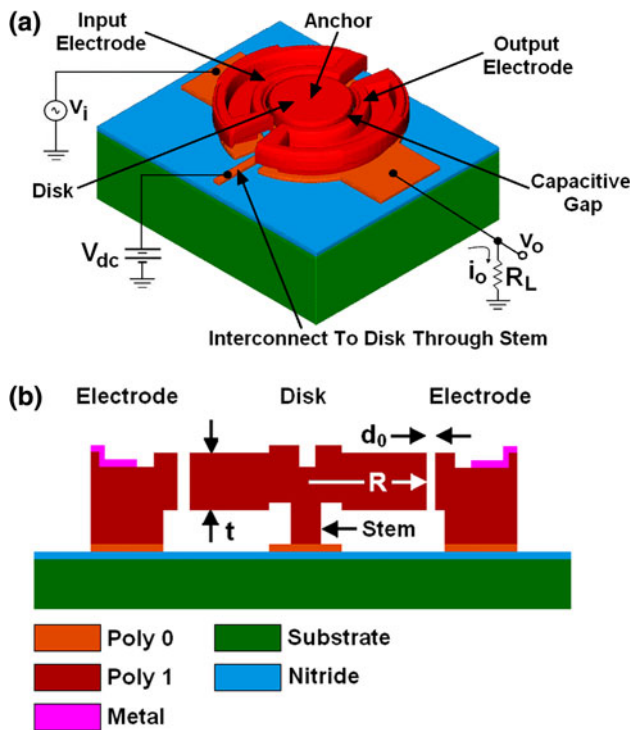 (a)
Input
Electrode
Anchor
Output
Electrode
Vi
Disk
Capacitive
Gap
Vdc
Vo
io
RL
Interconnect To Disk Through Stem
(b)
Electrode
Disk
Electrode
d0
R
t
Stem
Poly 0
Substrate
Poly 1
Nitride
Metal